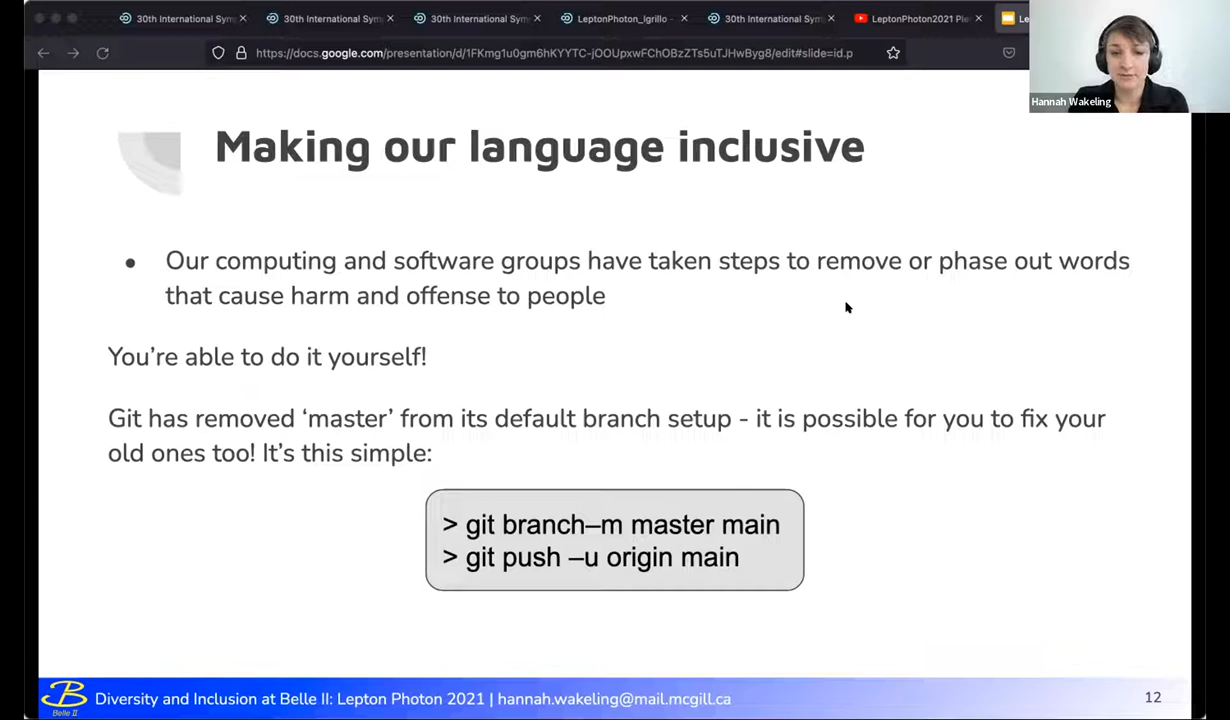 30th International Sym
30th International Sym
30th International Sym
LeptonPhoton_lgrillo -
30th International Sym
LeptonPhoton2021 Ple
Le
https://docs.google.com/presentation/d/1FKmg1u0gm6hKYYTC-jOOUpxwFChOBzZTs5uTJHwByg8/edit#slide=id.p
Hannah Wakeling
Making our language inclusive
● Our computing and software groups have taken steps to remove or phase out words
that cause harm and offense to people
You're able to do it yourself!
Git has removed ‘master’ from its default branch setup - it is possible for you to fix your
old ones too! It's this simple:
> git branch–m master main
> git push –u origin main
Belle II
Diversity and Inclusion at Belle II: Lepton Photon 2021 | hannah.wakeling@mail.mcgill.ca
12